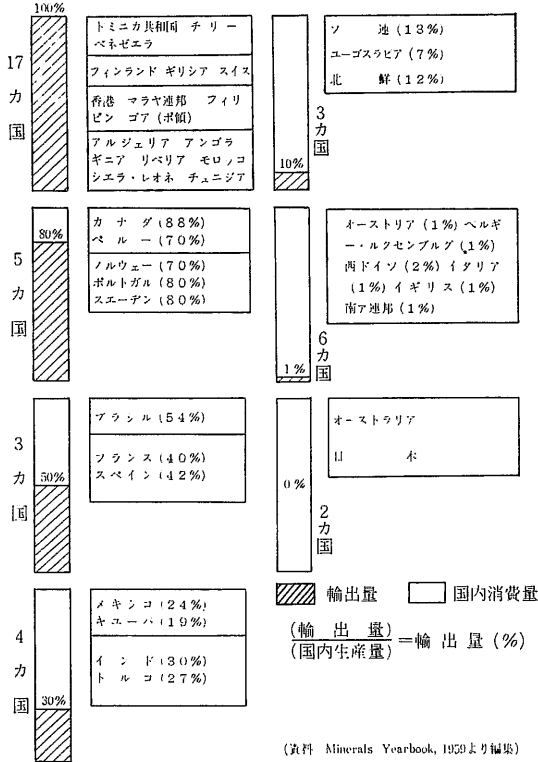 100%
17
カ
国
トミニカ共和国 チリー
ベネゼエラ
フィンランド ギリシア スイス
香港 マラヤ連邦 フィリ
ピン ゴア (ポ領)
アルジェリア アンゴラ
ギニア リベリア モロッコ
シエラ・レオネ チュニジア
5
カ
国
80%
カナダ (88%)
ペルー (70%)
ノルウェー (70%)
ポルトガル (80%)
スエーデン (80%)
3
カ
国
50%
ブラジル (54%)
フランス (40%)
スペイン (42%)
4
カ
国
30%
メキシコ (24%)
キューバ (19%)
インド (30%)
トルコ (27%)
10%
3
カ
国
ソ連 (13%)
ユーゴスラビア (7%)
北鮮 (12%)
1%
6
カ
国
オーストリア (1%) ベルギ
ー・ルクセンブルグ (1%)
西ドイツ (2%) イタリア
(1%) イギリス (1%)
南ア連邦 (1%)
0%
2
カ
国
オーストラリア
日本
輸出量 国内消費量
(輸出量)
(国内生産量) =輸出量 (%)
(資料 Minerals Yearbook, 1959より編集)